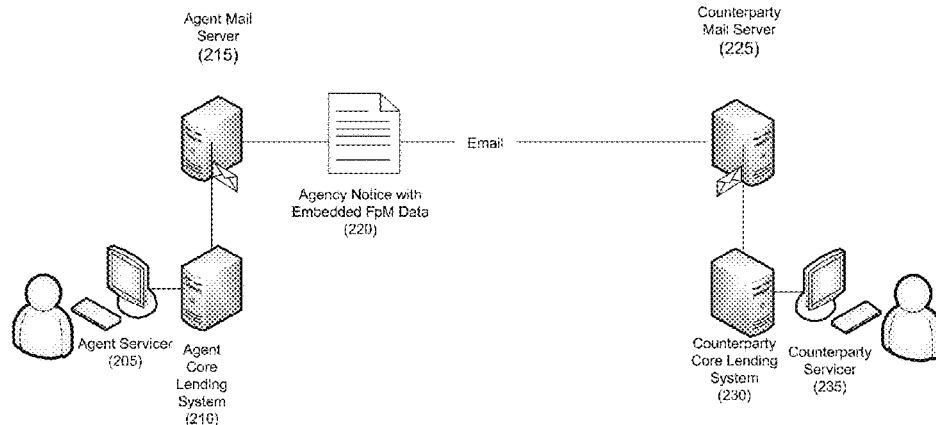 Agent Mail
Server
(215)
Counterparty
Mail Server
(225)
Email
Agency Notice with
Embedded FpM Data
(220)
Agent Servicer
(205)
Agent
Core
Lending
System
(210)
Counterparty
Core Lending
System
(230)
Counterparty
Servicer
(235)